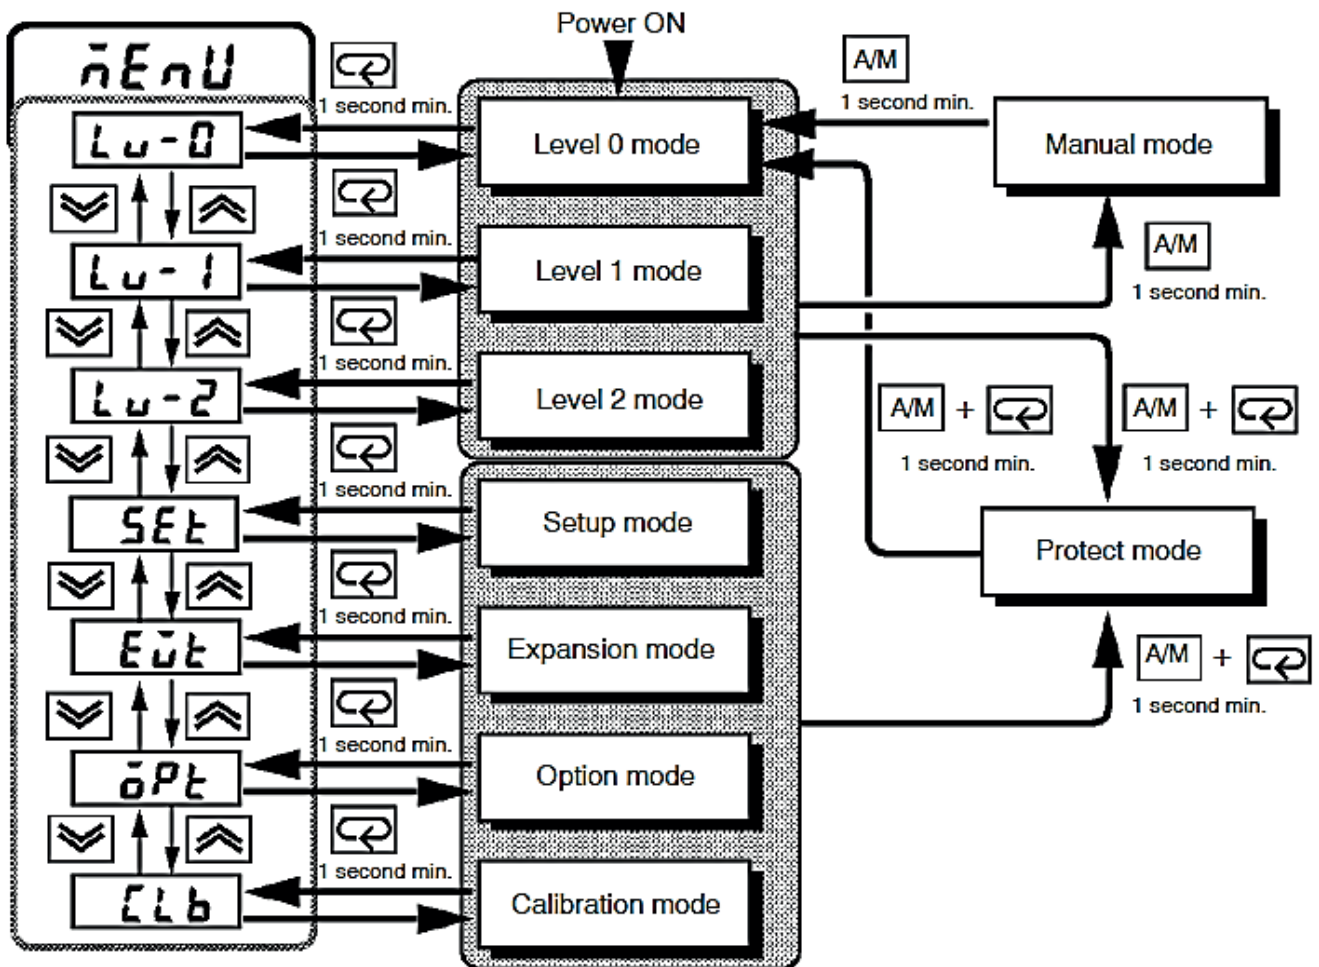 Power ON
mEnU
1 second min.
A/M
1 second min.
Lu-0
Level 0 mode
Manual mode
1 second min.
A/M
1 second min.
Lu-1
Level 1 mode
1 second min.
Lu-2
Level 2 mode
A/M +
1 second min.
A/M +
1 second min.
1 second min.
SEt
Setup mode
Protect mode
1 second min.
Eut
Expansion mode
A/M +
1 second min.
1 second min.
oPt
Option mode
1 second min.
CLb
Calibration mode